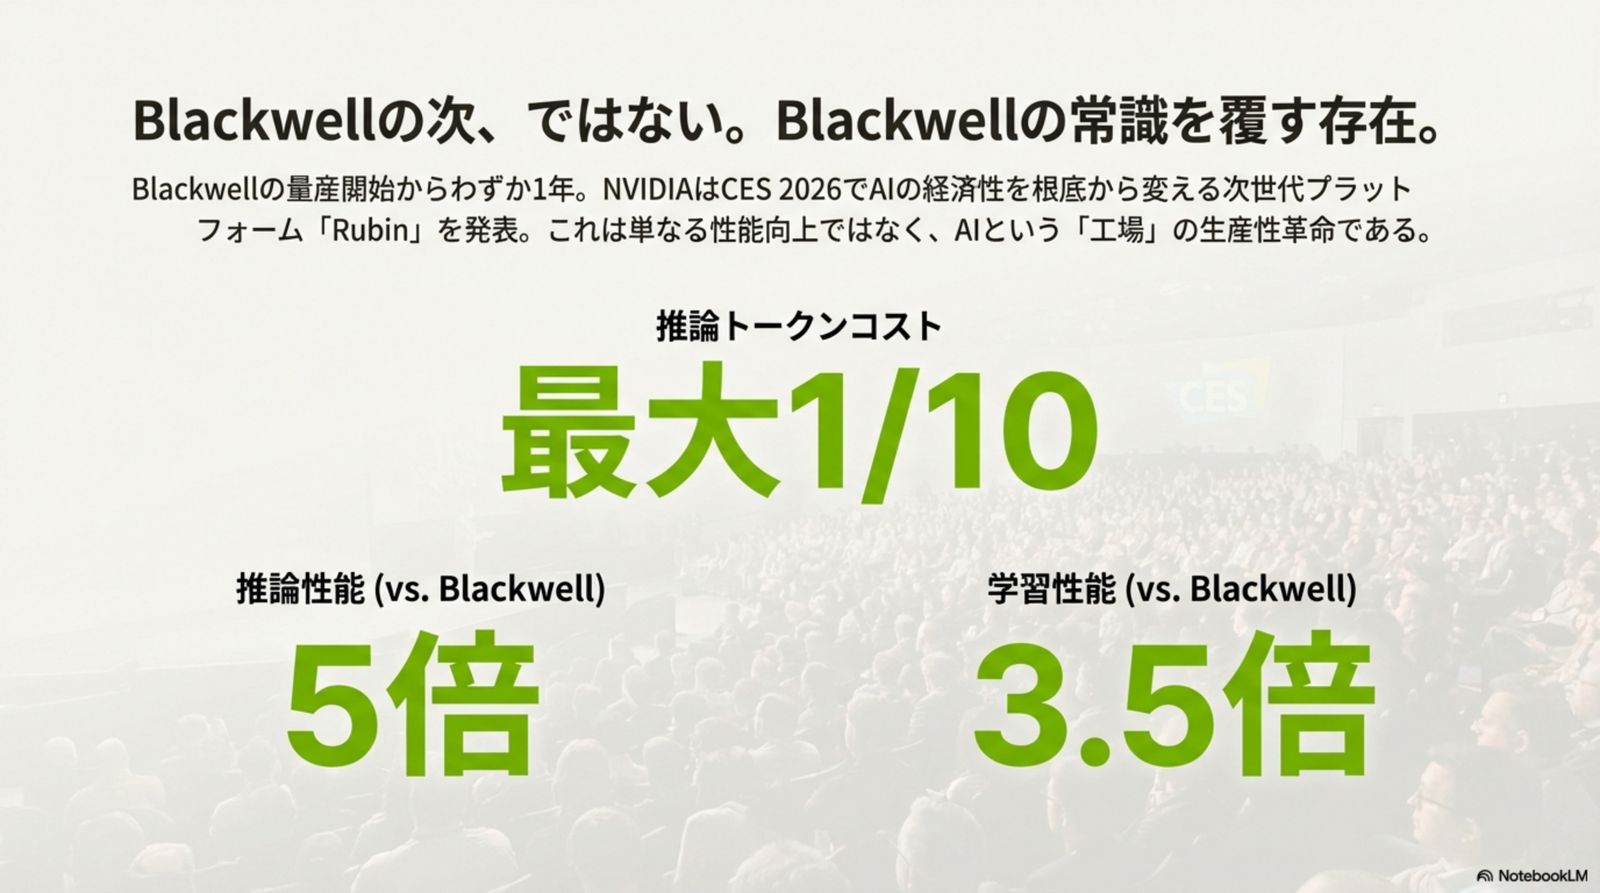 Blackwellの次、ではない。Blackwellの常識を覆す存在。
Blackwellの量産開始からわずか1年。NVIDIAはCES 2026でAIの経済性を根底から変える次世代プラット
フォーム「Rubin」を発表。これは単なる性能向上ではなく、AIという「工場」の生産性革命である。
推論トークンコスト
最大1/10
CES
推論性能 (vs. Blackwell)
5倍
学習性能 (vs. Blackwell)
3.5倍
NotebookLM